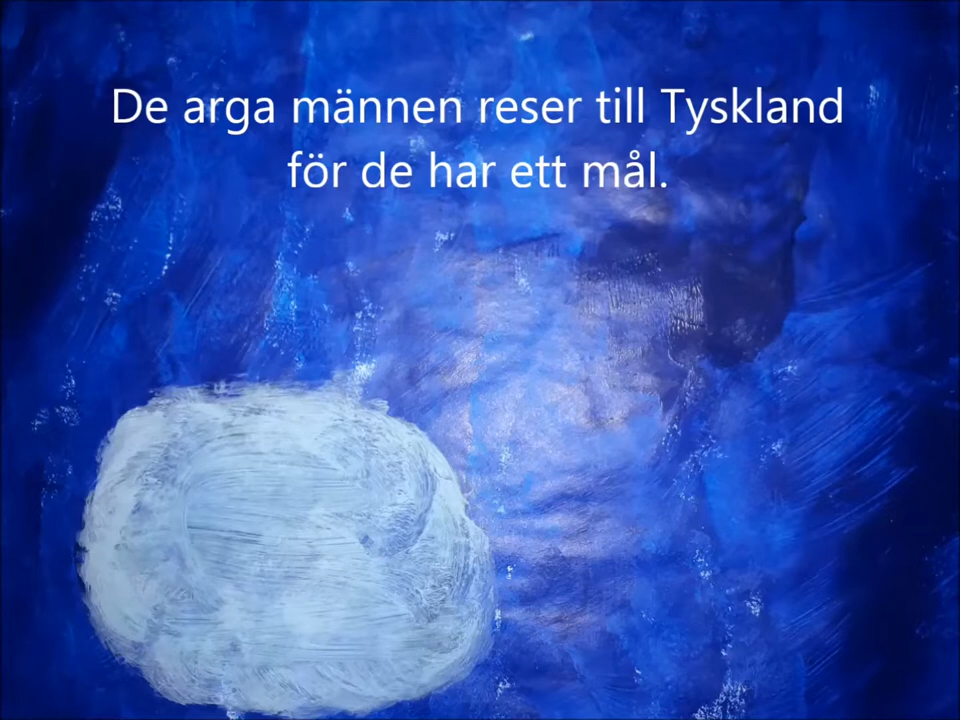 De arga männen reser till Tyskland
för de har ett mål.